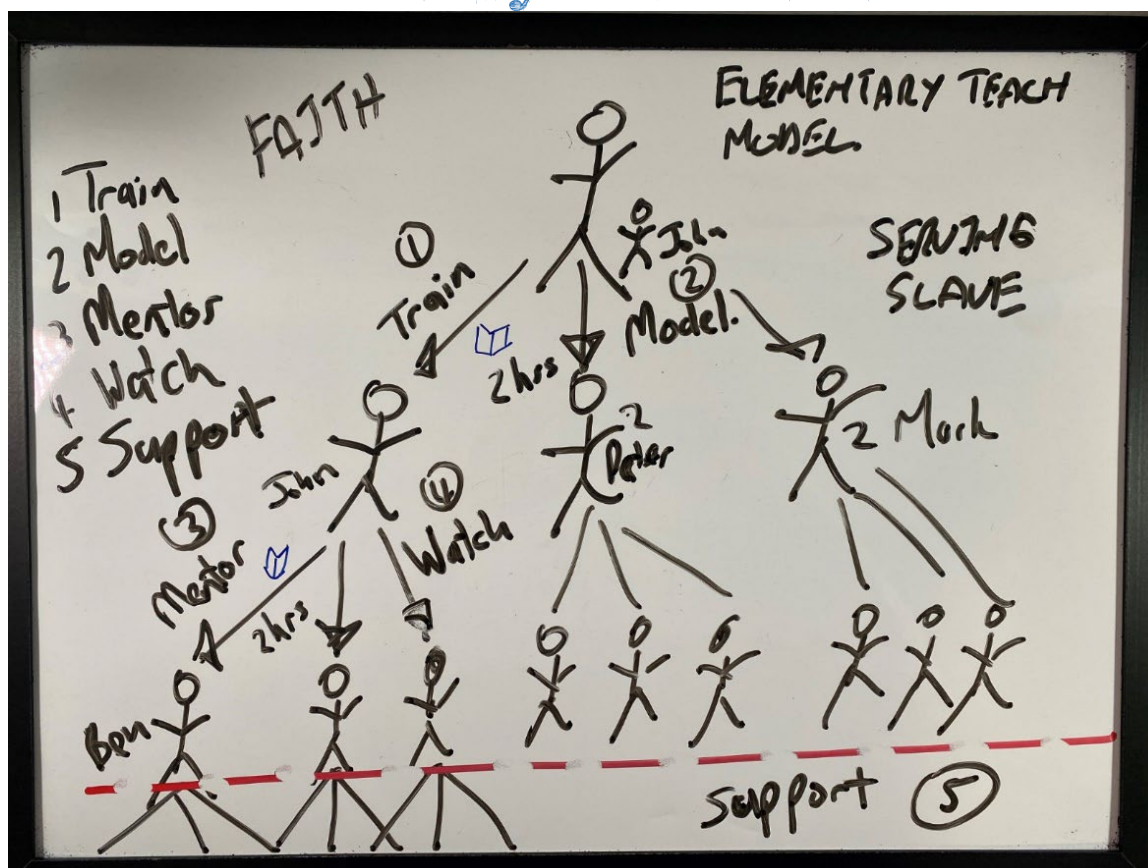 FAITH
ELEMENTARY TEACH
MODEL.
1 Train
2 Model
3 Mentor
4 Watch
5 Support
SERVING
SLAVE
John
①
Train
②
Model.
2hrs
2
Peter
2 Mark
John
③
Mentor
2hrs
④
Watch
Ben
Support ⑤